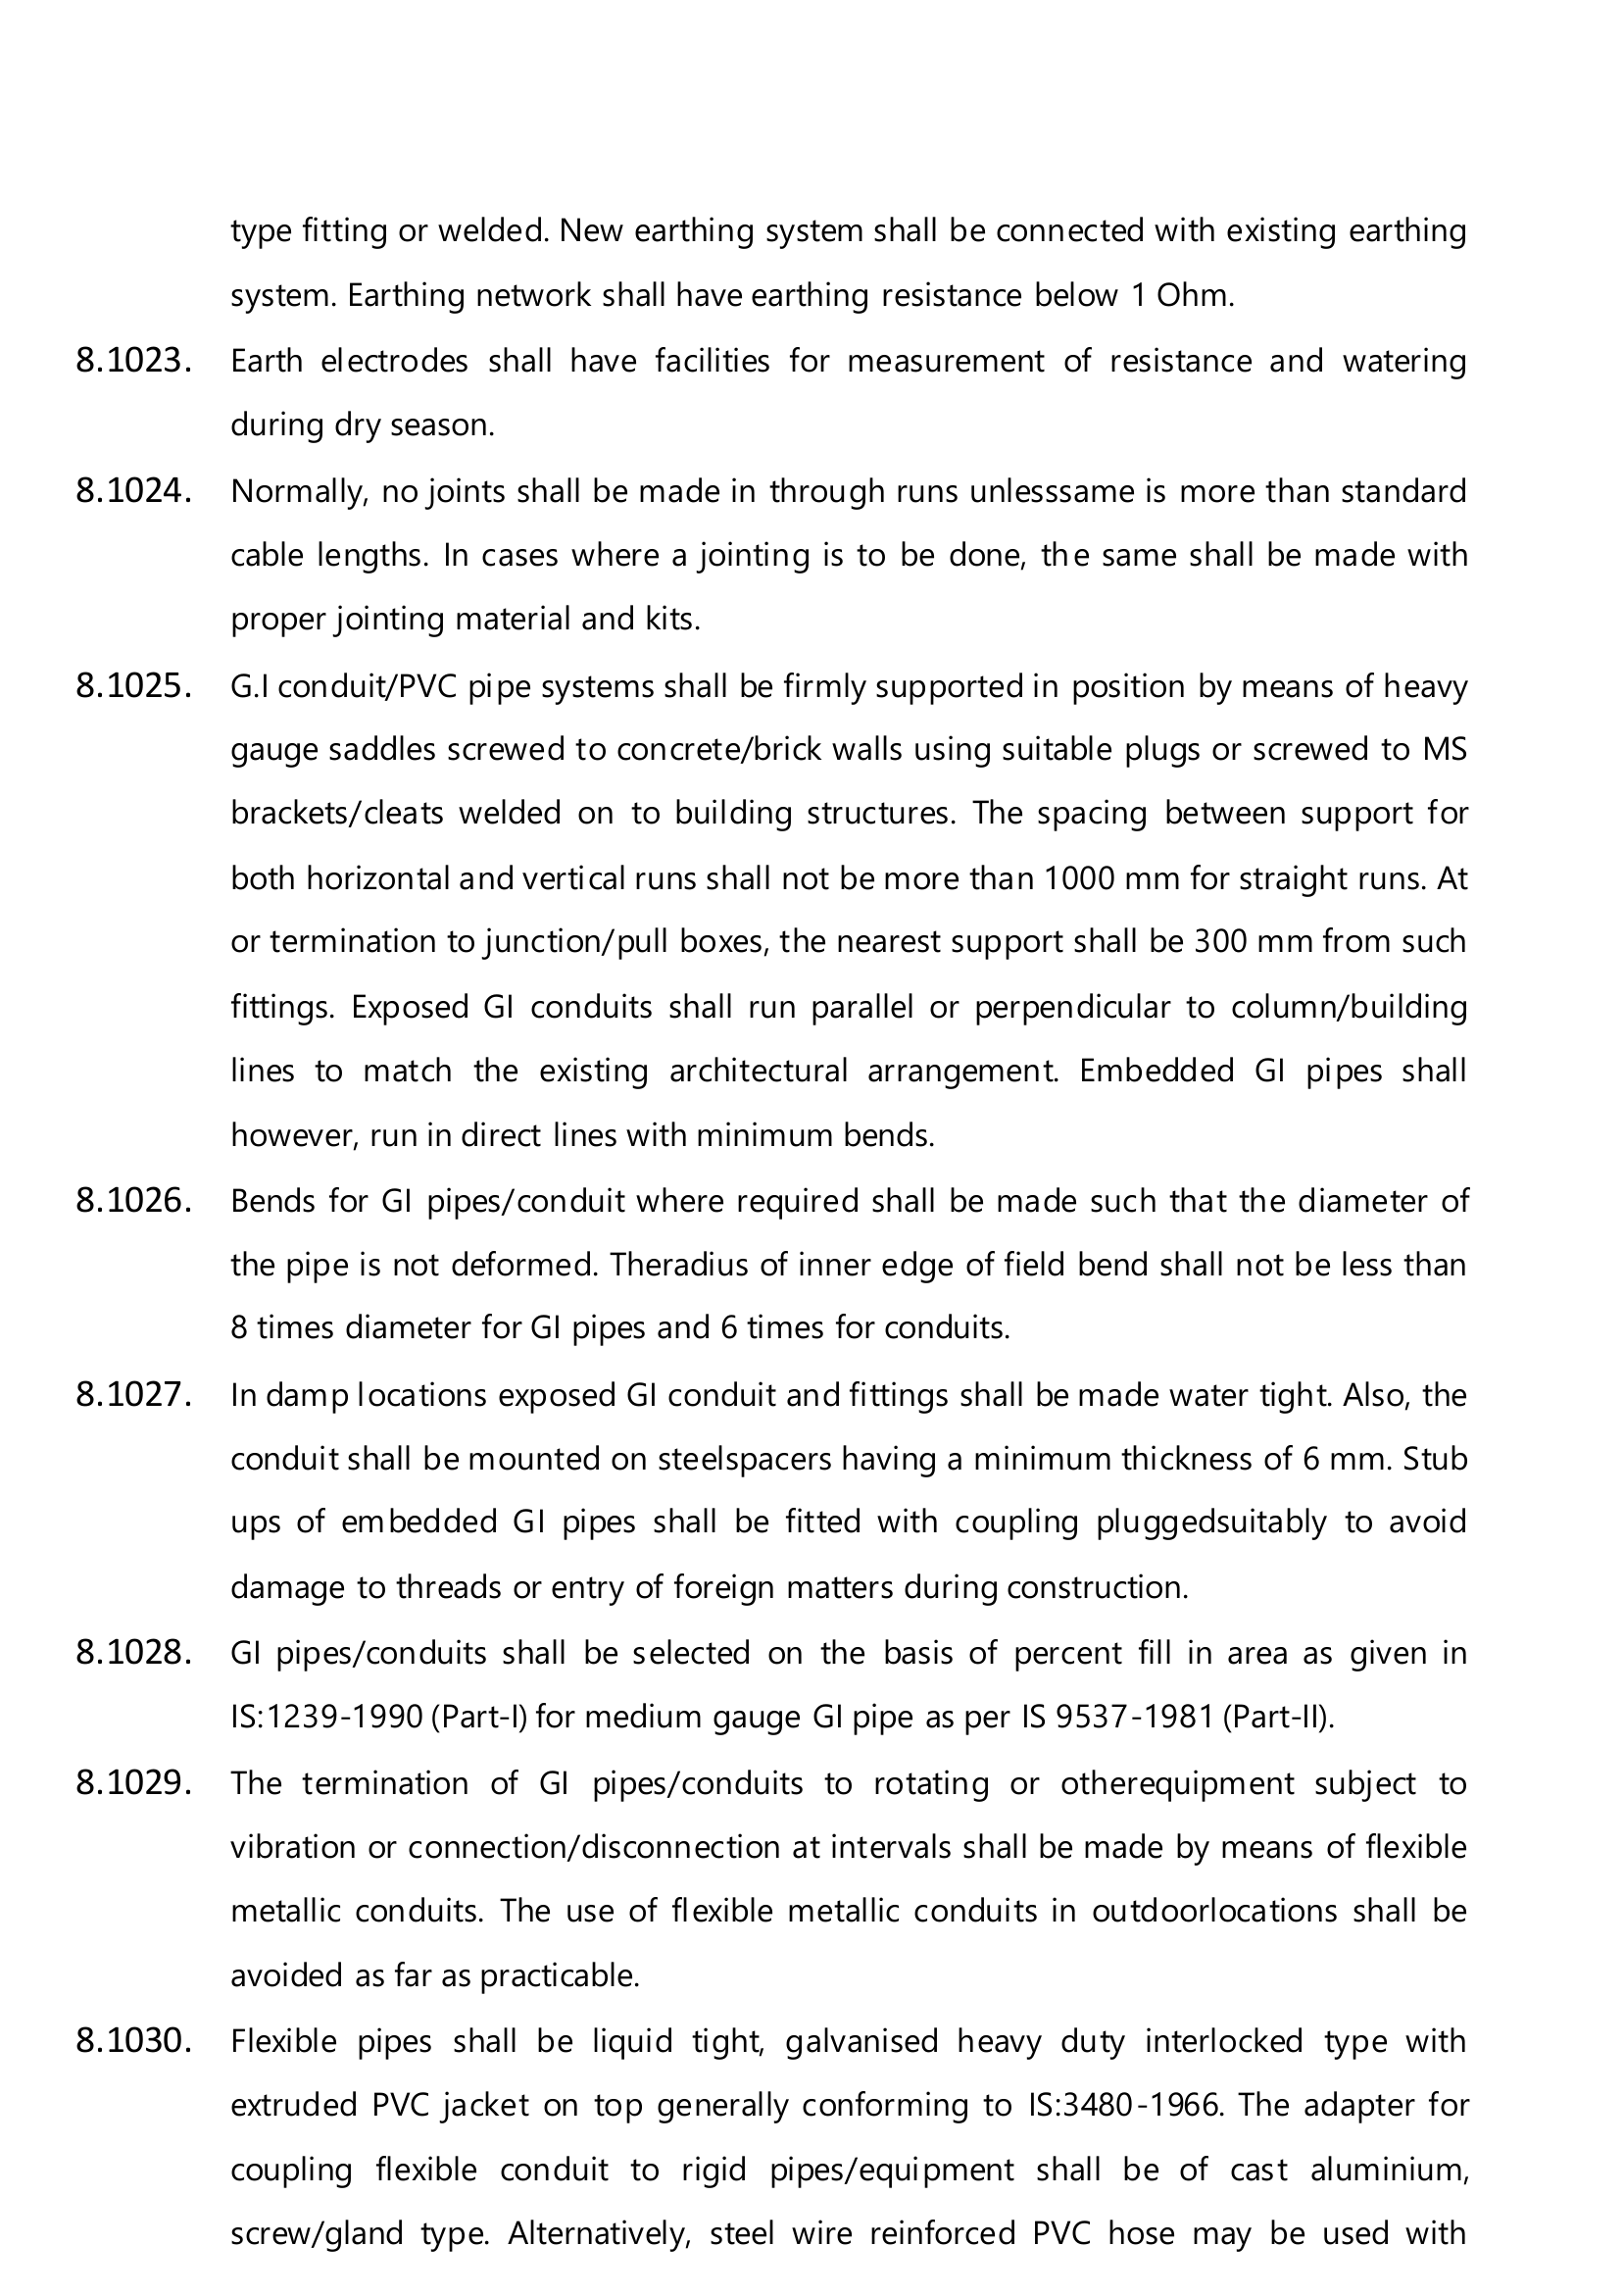 type fitting or welded. New earthing system shall be connected with existing earthing
system. Earthing network shall have earthing resistance below 1 Ohm.
8.1023. Earth electrodes shall have facilities for measurement of resistance and watering
during dry season.
8.1024. Normally, no joints shall be made in through runs unlesssame is more than standard
cable lengths. In cases where a jointing is to be done, the same shall be made with
proper jointing material and kits.
8.1025. G.I conduit/PVC pipe systems shall be firmly supported in position by means of heavy
gauge saddles screwed to concrete/brick walls using suitable plugs or screwed to MS
brackets/cleats welded on to building structures. The spacing between support for
both horizontal and vertical runs shall not be more than 1000 mm for straight runs. At
or termination to junction/pull boxes, the nearest support shall be 300 mm from such
fittings. Exposed GI conduits shall run parallel or perpendicular to column/building
lines to match the existing architectural arrangement. Embedded GI pipes shall
however, run in direct lines with minimum bends.
8.1026. Bends for GI pipes/conduit where required shall be made such that the diameter of
the pipe is not deformed. Theradius of inner edge of field bend shall not be less than
8 times diameter for GI pipes and 6 times for conduits.
8.1027. In damp locations exposed GI conduit and fittings shall be made water tight. Also, the
conduit shall be mounted on steelspacers having a minimum thickness of 6 mm. Stub
ups of embedded GI pipes shall be fitted with coupling pluggedsuitably to avoid
damage to threads or entry of foreign matters during construction.
8.1028. GI pipes/conduits shall be selected on the basis of percent fill in area as given in
IS:1239-1990 (Part-I) for medium gauge GI pipe as per IS 9537-1981 (Part-II).
8.1029. The termination of GI pipes/conduits to rotating or otherequipment subject to
vibration or connection/disconnection at intervals shall be made by means of flexible
metallic conduits. The use of flexible metallic conduits in outdoorlocations shall be
avoided as far as practicable.
8.1030. Flexible pipes shall be liquid tight, galvanised heavy duty interlocked type with
extruded PVC jacket on top generally conforming to IS:3480-1966. The adapter for
coupling flexible conduit to rigid pipes/equipment shall be of cast aluminium,
screw/gland type. Alternatively, steel wire reinforced PVC hose may be used with